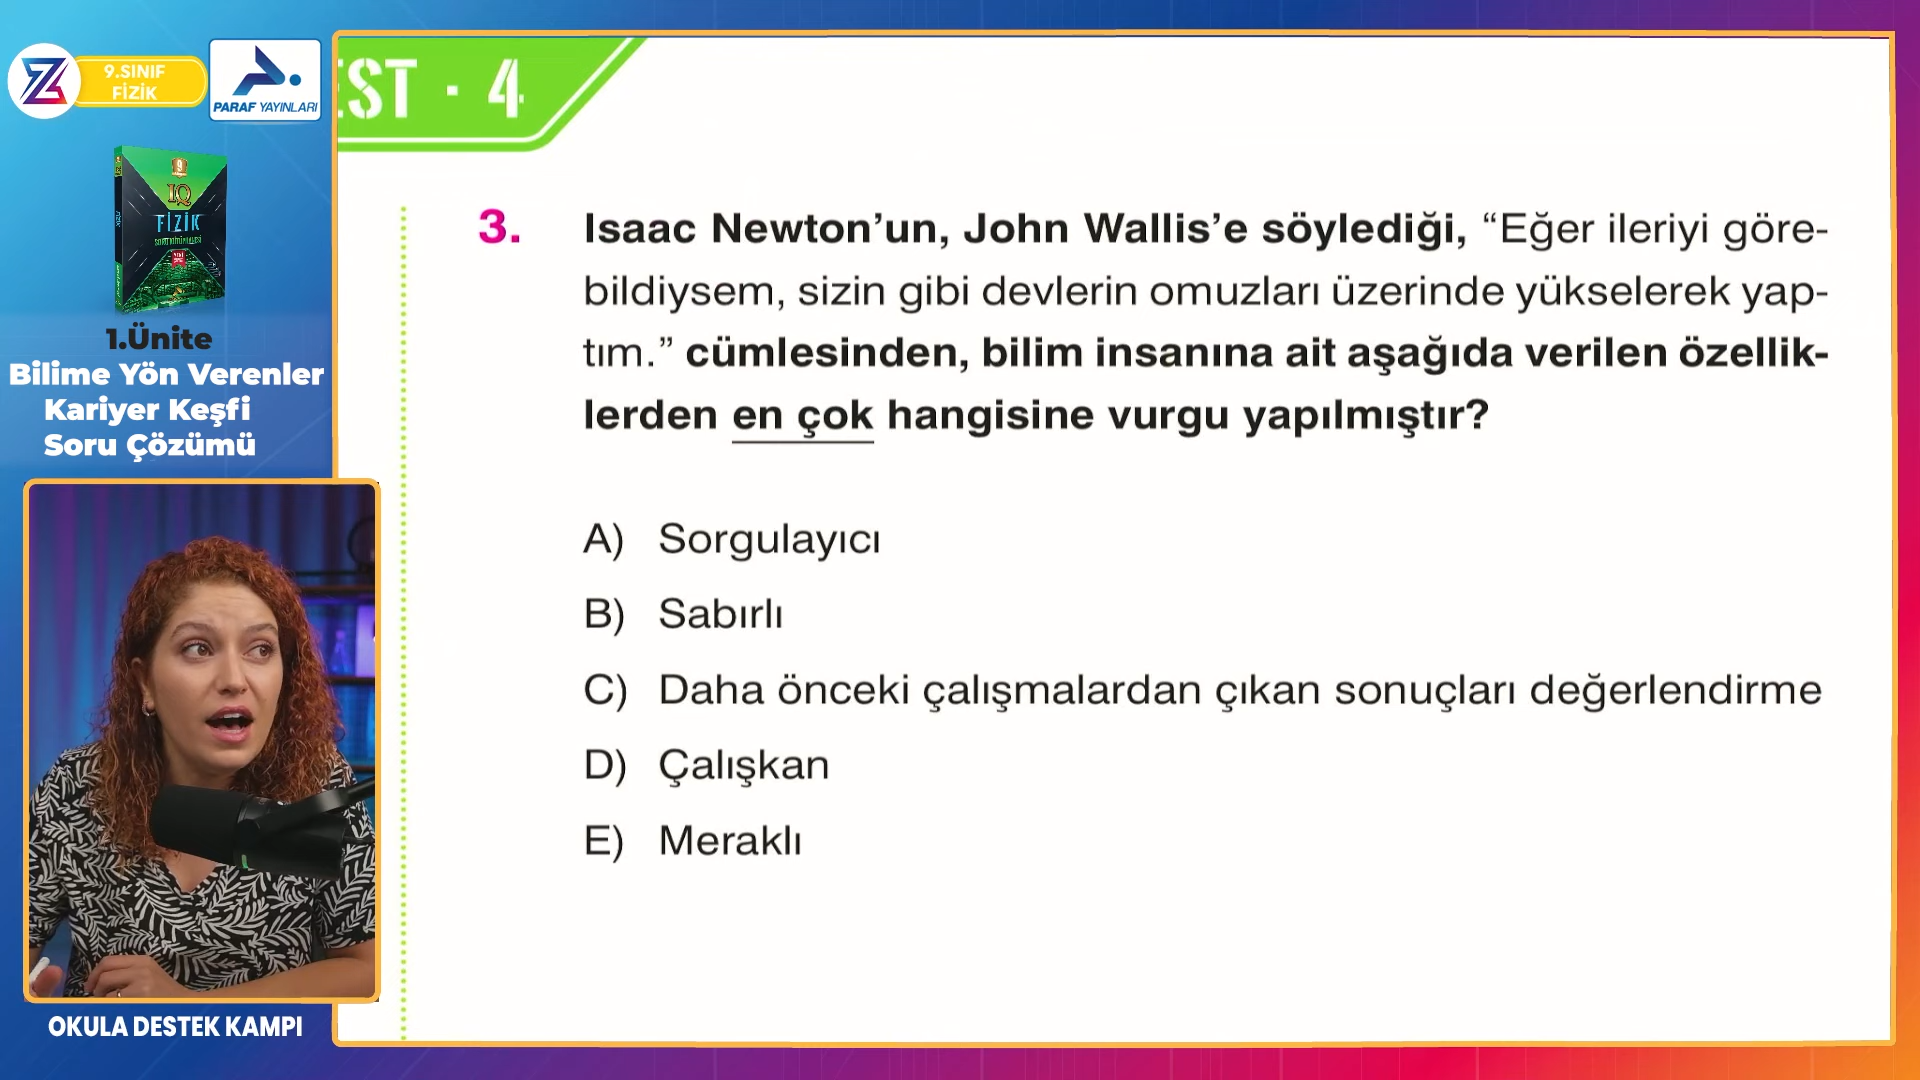 9.SINIF
FİZİK
PARAF YAYINLARI
9
IQ
FİZİK
1.Ünite
Bilime Yön Verenler
Kariyer Keşfi
Soru Çözümü
OKULA DESTEK KAMPI
EST · 4
3. Isaac Newton’un, John Wallis’e söylediği, “Eğer ileriyi göre-
bildiysem, sizin gibi devlerin omuzları üzerinde yükselerek yap-
tım.” cümlesinden, bilim insanına ait aşağıda verilen özellik-
lerden en çok hangisine vurgu yapılmıştır?
A) Sorgulayıcı
B) Sabırlı
C) Daha önceki çalışmalardan çıkan sonuçları değerlendirme
D) Çalışkan
E) Meraklı